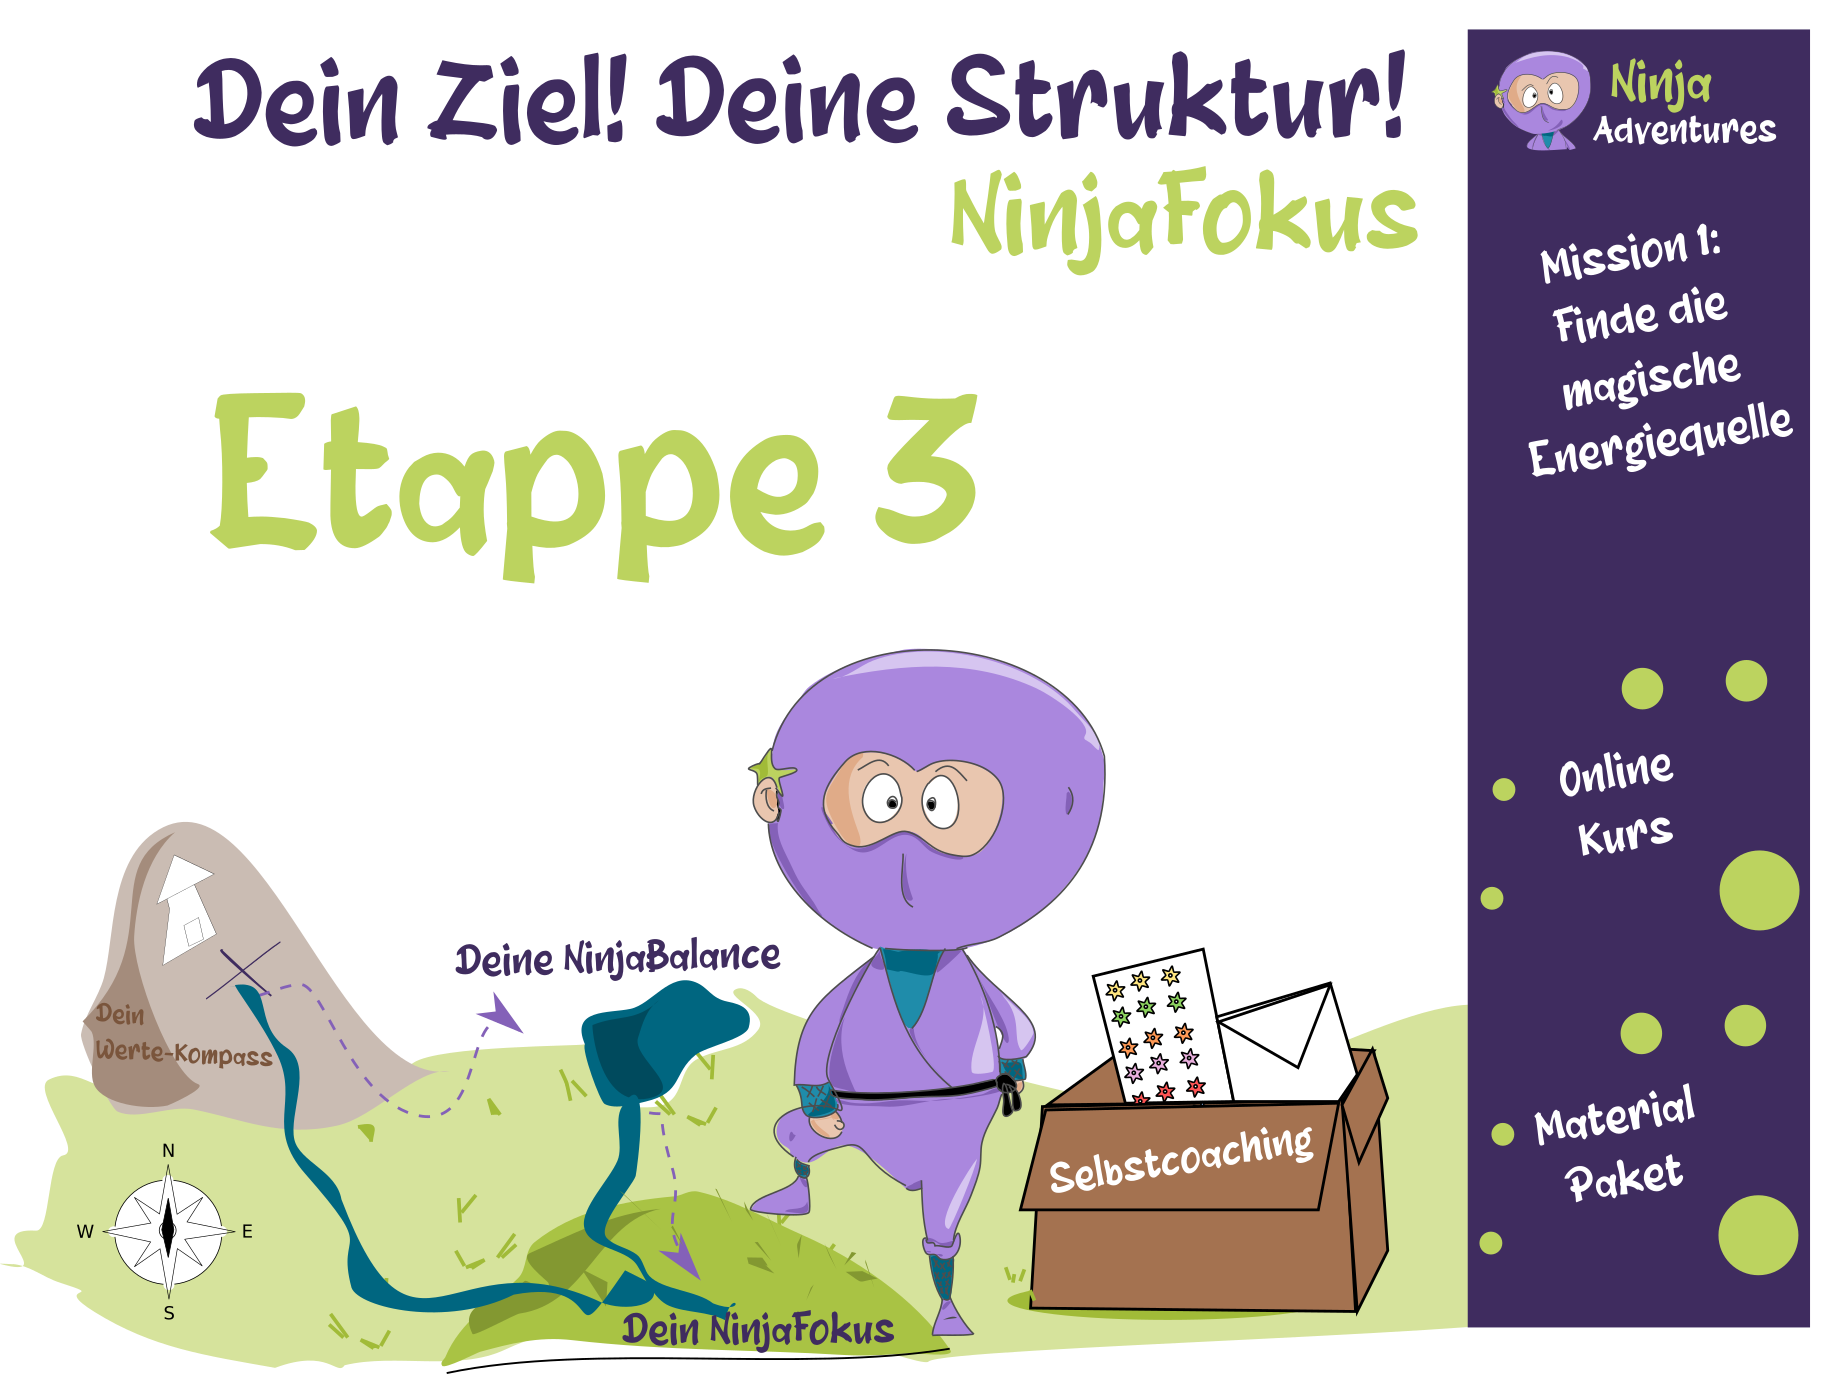 Dein Ziel! Deine Struktur!
NinjaFokus
Etappe 3
Deine NinjaBalance
Dein
Werte-Kompass
N
W
E
S
Dein NinjaFokus
Selbstcoaching
Ninja
Adventures
Mission 1:
Finde die
magische
Energiequelle
Online
Kurs
Material
Paket